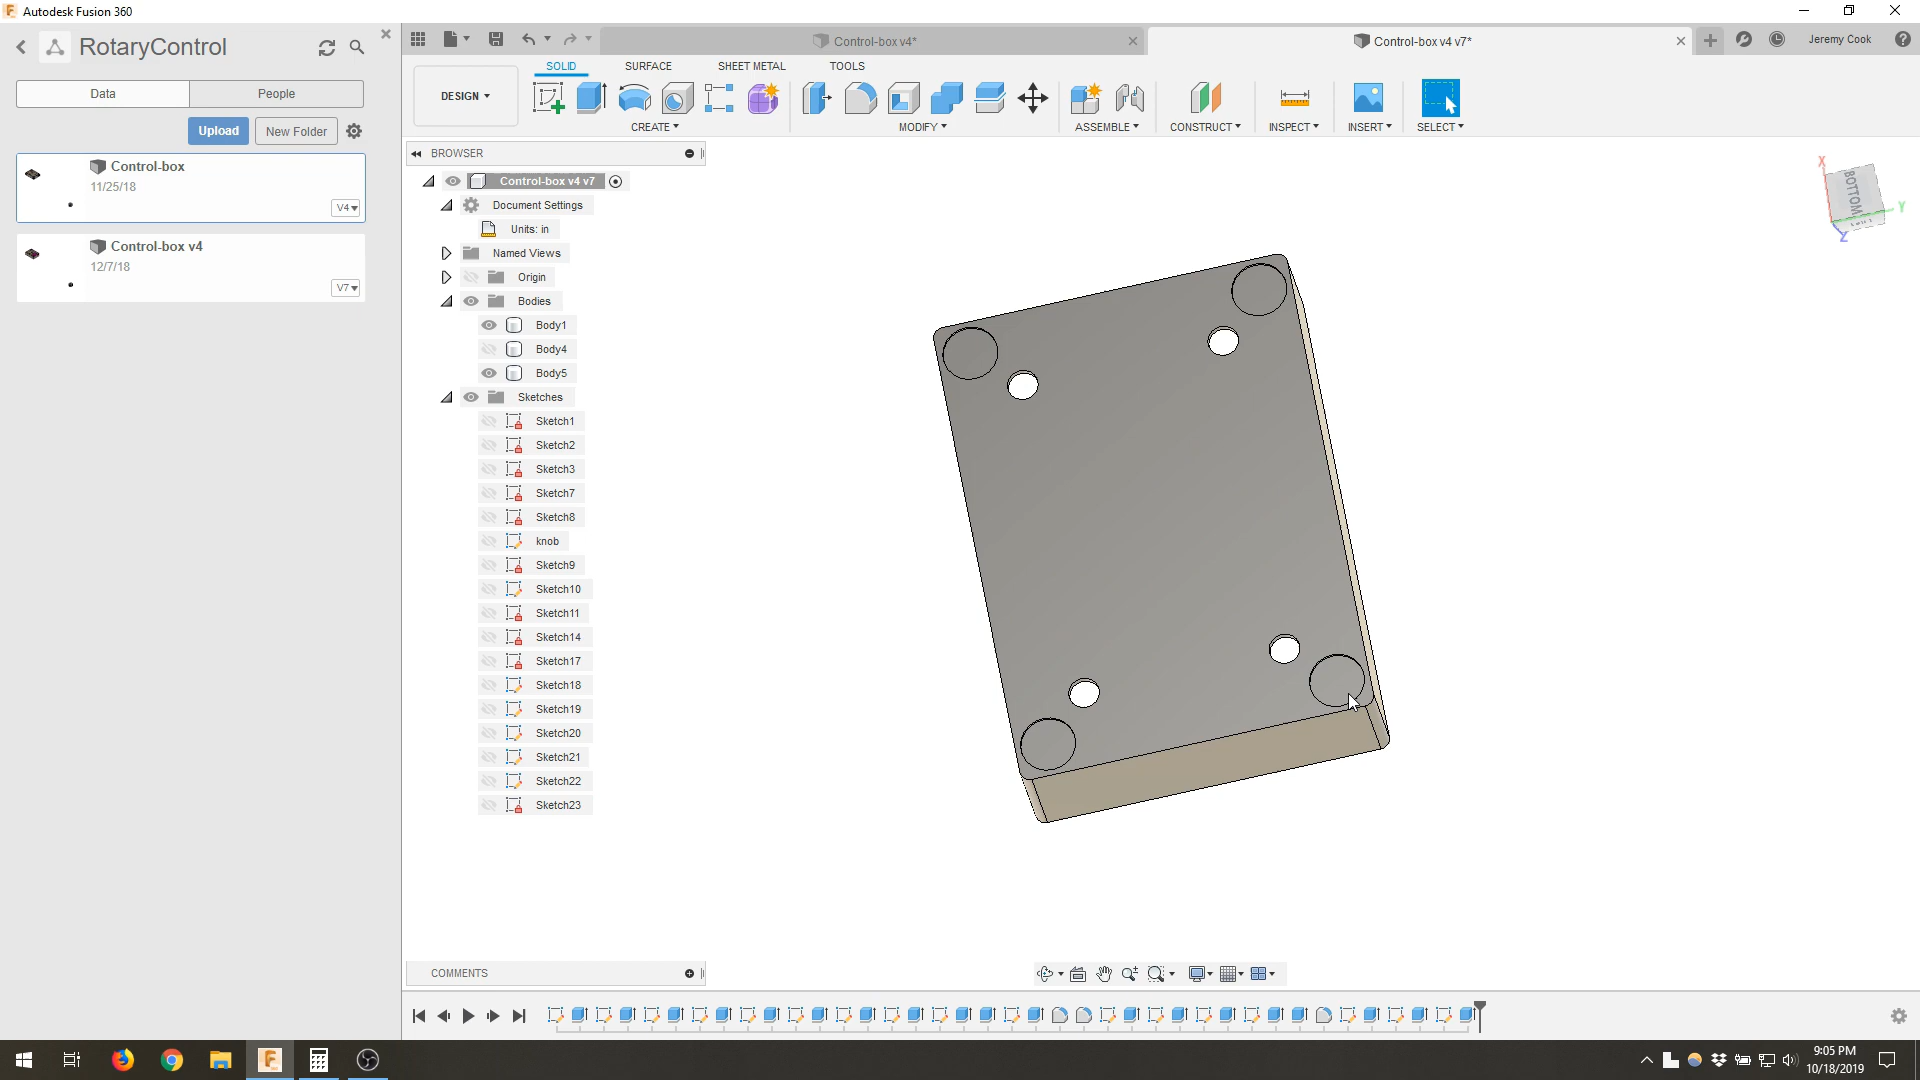 Autodesk Fusion 360
RotaryControl
Data
People
Upload
New Folder
Control-box
11/25/18
V4
Control-box v4
12/7/18
V7
Control-box v4*
Control-box v4 v7*
Jeremy Cook
SOLID
SURFACE
SHEET METAL
TOOLS
DESIGN
CREATE
MODIFY
ASSEMBLE
CONSTRUCT
INSPECT
INSERT
SELECT
BROWSER
Control-box v4 v7
Document Settings
Units: in
Named Views
Origin
Bodies
Body1
Body4
Body5
Sketches
Sketch1
Sketch2
Sketch3
Sketch7
Sketch8
knob
Sketch9
Sketch10
Sketch11
Sketch14
Sketch17
Sketch18
Sketch19
Sketch20
Sketch21
Sketch22
Sketch23
X
BOTTOM
Y
Z
COMMENTS
9:05 PM
10/18/2019